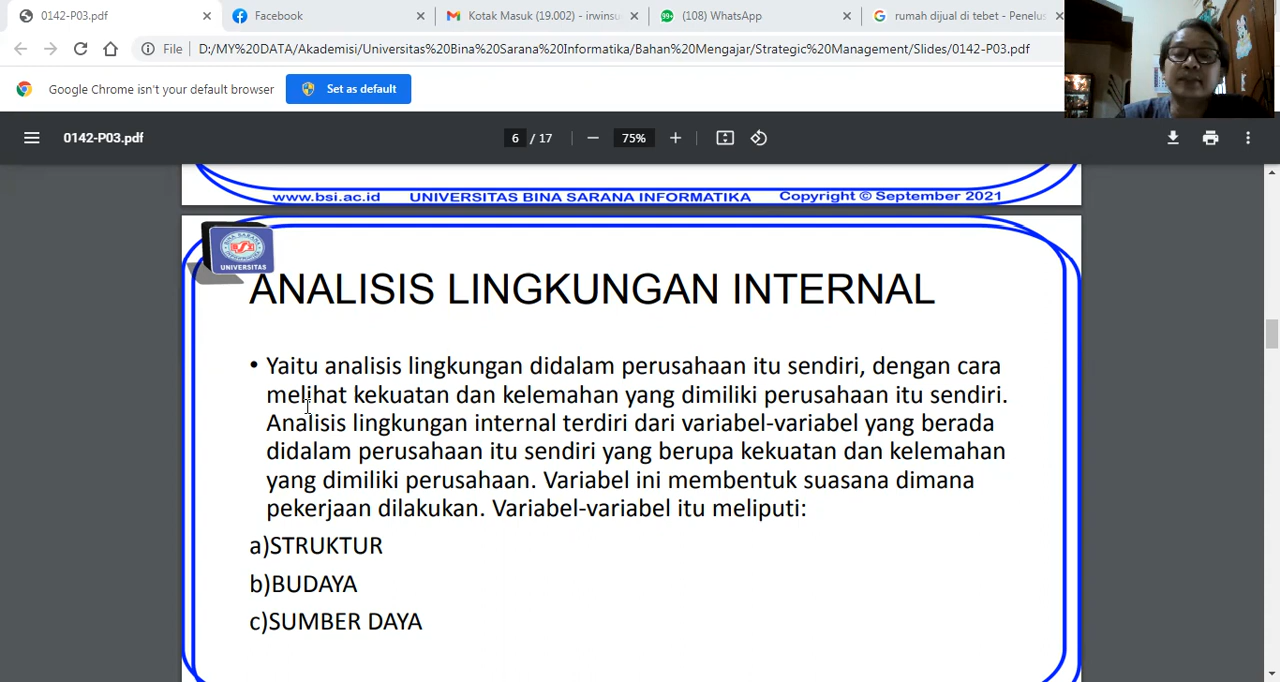 0142-P03.pdf
Facebook
Kotak Masuk (19.002) - irwinsu
99+
(108) WhatsApp
rumah dijual di tebet - Penelus
File
D:/MY%20DATA/Akademisi/Universitas%20Bina%20Sarana%20Informatika/Bahan%20Mengajar/Strategic%20Management/Slides/0142-P03.pdf
Google Chrome isn't your default browser
Set as default
0142-P03.pdf
6 / 17
75%
www.bsi.ac.id UNIVERSITAS BINA SARANA INFORMATIKA Copyright © September 2021
BINA SARANA
UNIVERSITAS
ANALISIS LINGKUNGAN INTERNAL
• Yaitu analisis lingkungan didalam perusahaan itu sendiri, dengan cara
melihat kekuatan dan kelemahan yang dimiliki perusahaan itu sendiri.
Analisis lingkungan internal terdiri dari variabel-variabel yang berada
didalam perusahaan itu sendiri yang berupa kekuatan dan kelemahan
yang dimiliki perusahaan. Variabel ini membentuk suasana dimana
pekerjaan dilakukan. Variabel-variabel itu meliputi:
a)STRUKTUR
b)BUDAYA
c)SUMBER DAYA